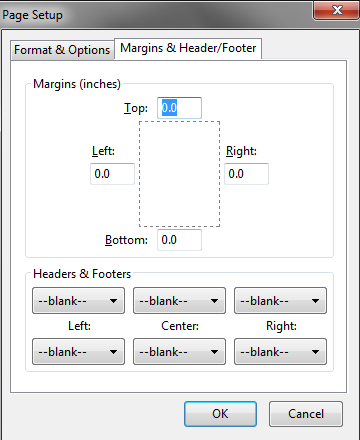 Page Setup
Format & Options
Margins & Header/Footer
Margins (inches)
Top: 0.0
Left:
Right:
0.0
0.0
Bottom: 0.0
Headers & Footers
--blank-- --blank-- --blank--
Left: Center: Right:
--blank-- --blank-- --blank--
OK Cancel